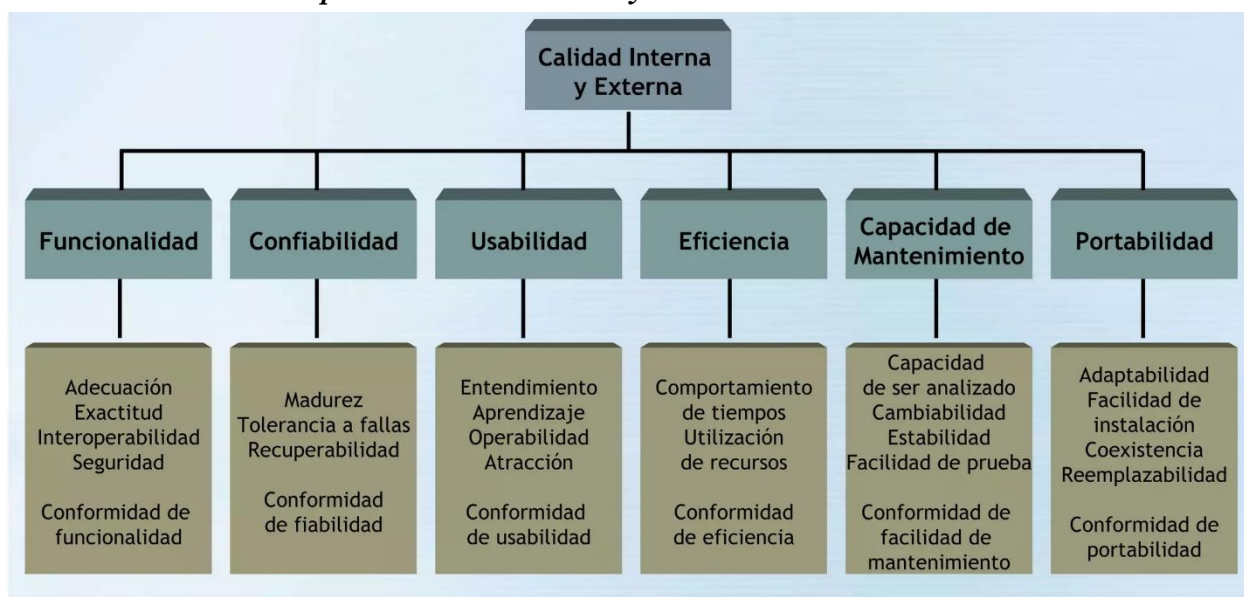 Calidad Interna
y Externa
Funcionalidad
Confiabilidad
Usabilidad
Eficiencia
Capacidad de
Mantenimiento
Portabilidad
Adecuación
Exactitud
Interoperabilidad
Seguridad
Conformidad de
funcionalidad
Madurez
Tolerancia a fallas
Recuperabilidad
Conformidad
de fiabilidad
Entendimiento
Aprendizaje
Operabilidad
Atracción
Conformidad
de usabilidad
Comportamiento
de tiempos
Utilización
de recursos
Conformidad
de eficiencia
Capacidad
de ser analizado
Cambiabilidad
Estabilidad
Facilidad de prueba
Conformidad de
facilidad de
mantenimiento
Adaptabilidad
Facilidad de
instalación
Coexistencia
Reemplazabilidad
Conformidad de
portabilidad